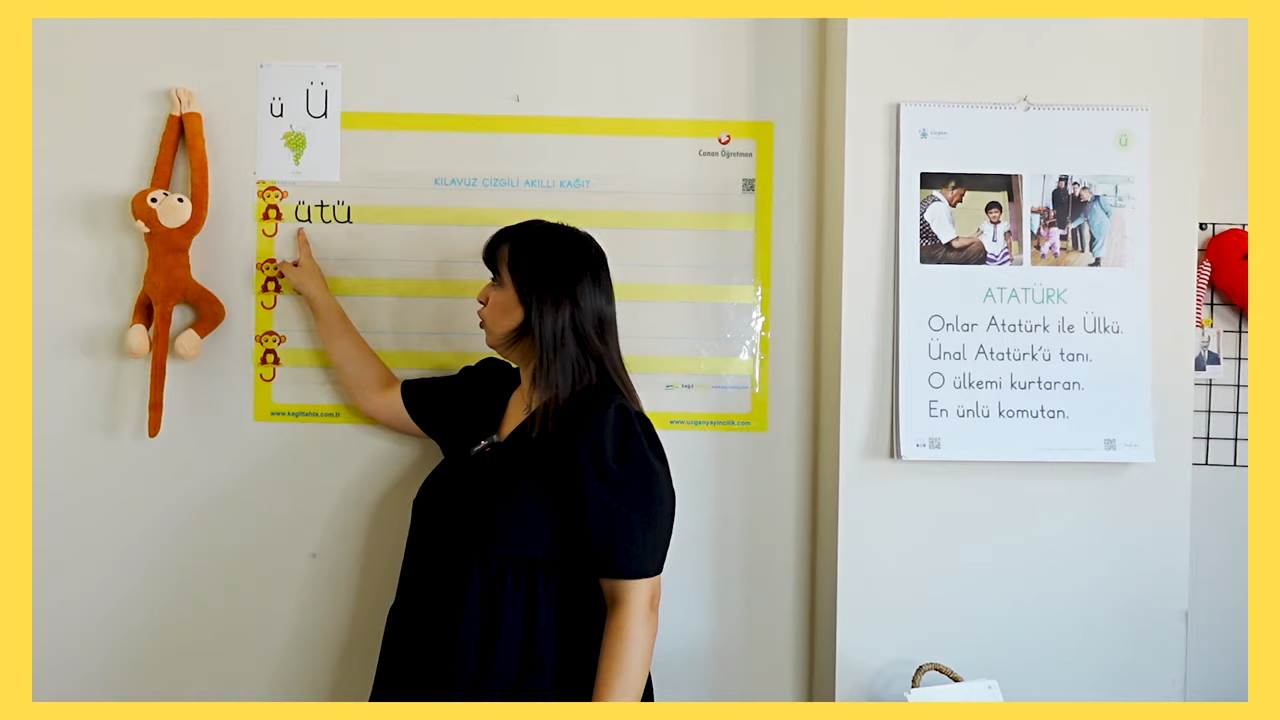 ü Ü
Canan Öğretmen
KILAVUZ ÇİZGİLİ AKILLI KAĞIT
ütü
www.kagittahta.com.tr
www.uzganyayincilik.com
ü
ATATÜRK
Onlar Atatürk ile Ülkü.
Ünal Atatürk'ü tanı.
O ülkemi kurtaran.
En ünlü komutan.